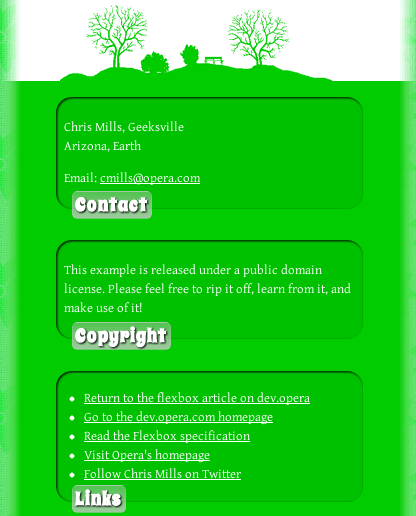 Chris Mills, Geeksville
Arizona, Earth
Email: cmills@opera.com
Contact
This example is released under a public domain
license. Please feel free to rip it off, learn from it, and
make use of it!
Copyright
Return to the flexbox article on dev.opera
Go to the dev.opera.com homepage
Read the Flexbox specification
Visit Opera's homepage
Follow Chris Mills on Twitter
Links